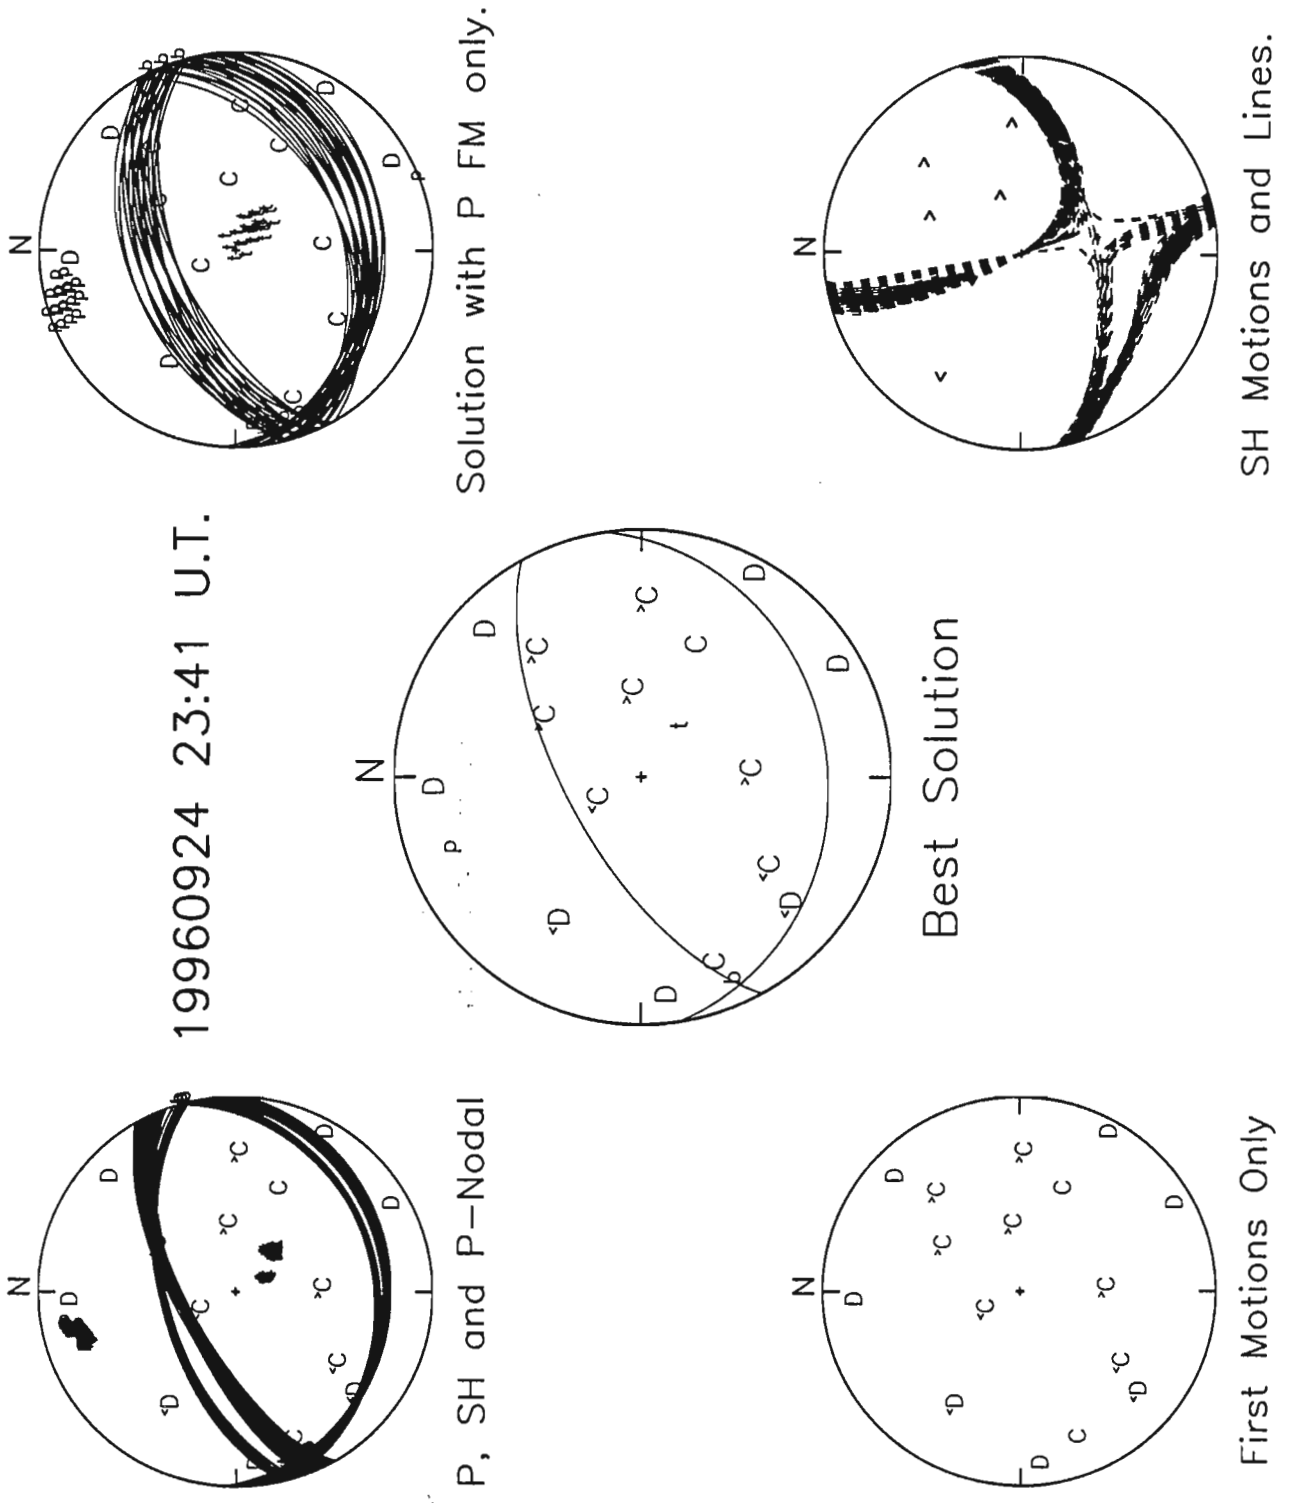 19960924 23:41 U.T.
N
P, SH and P-Nodal
N
Solution with P FM only.
N
Best Solution
N
First Motions Only
N
SH Motions and Lines.